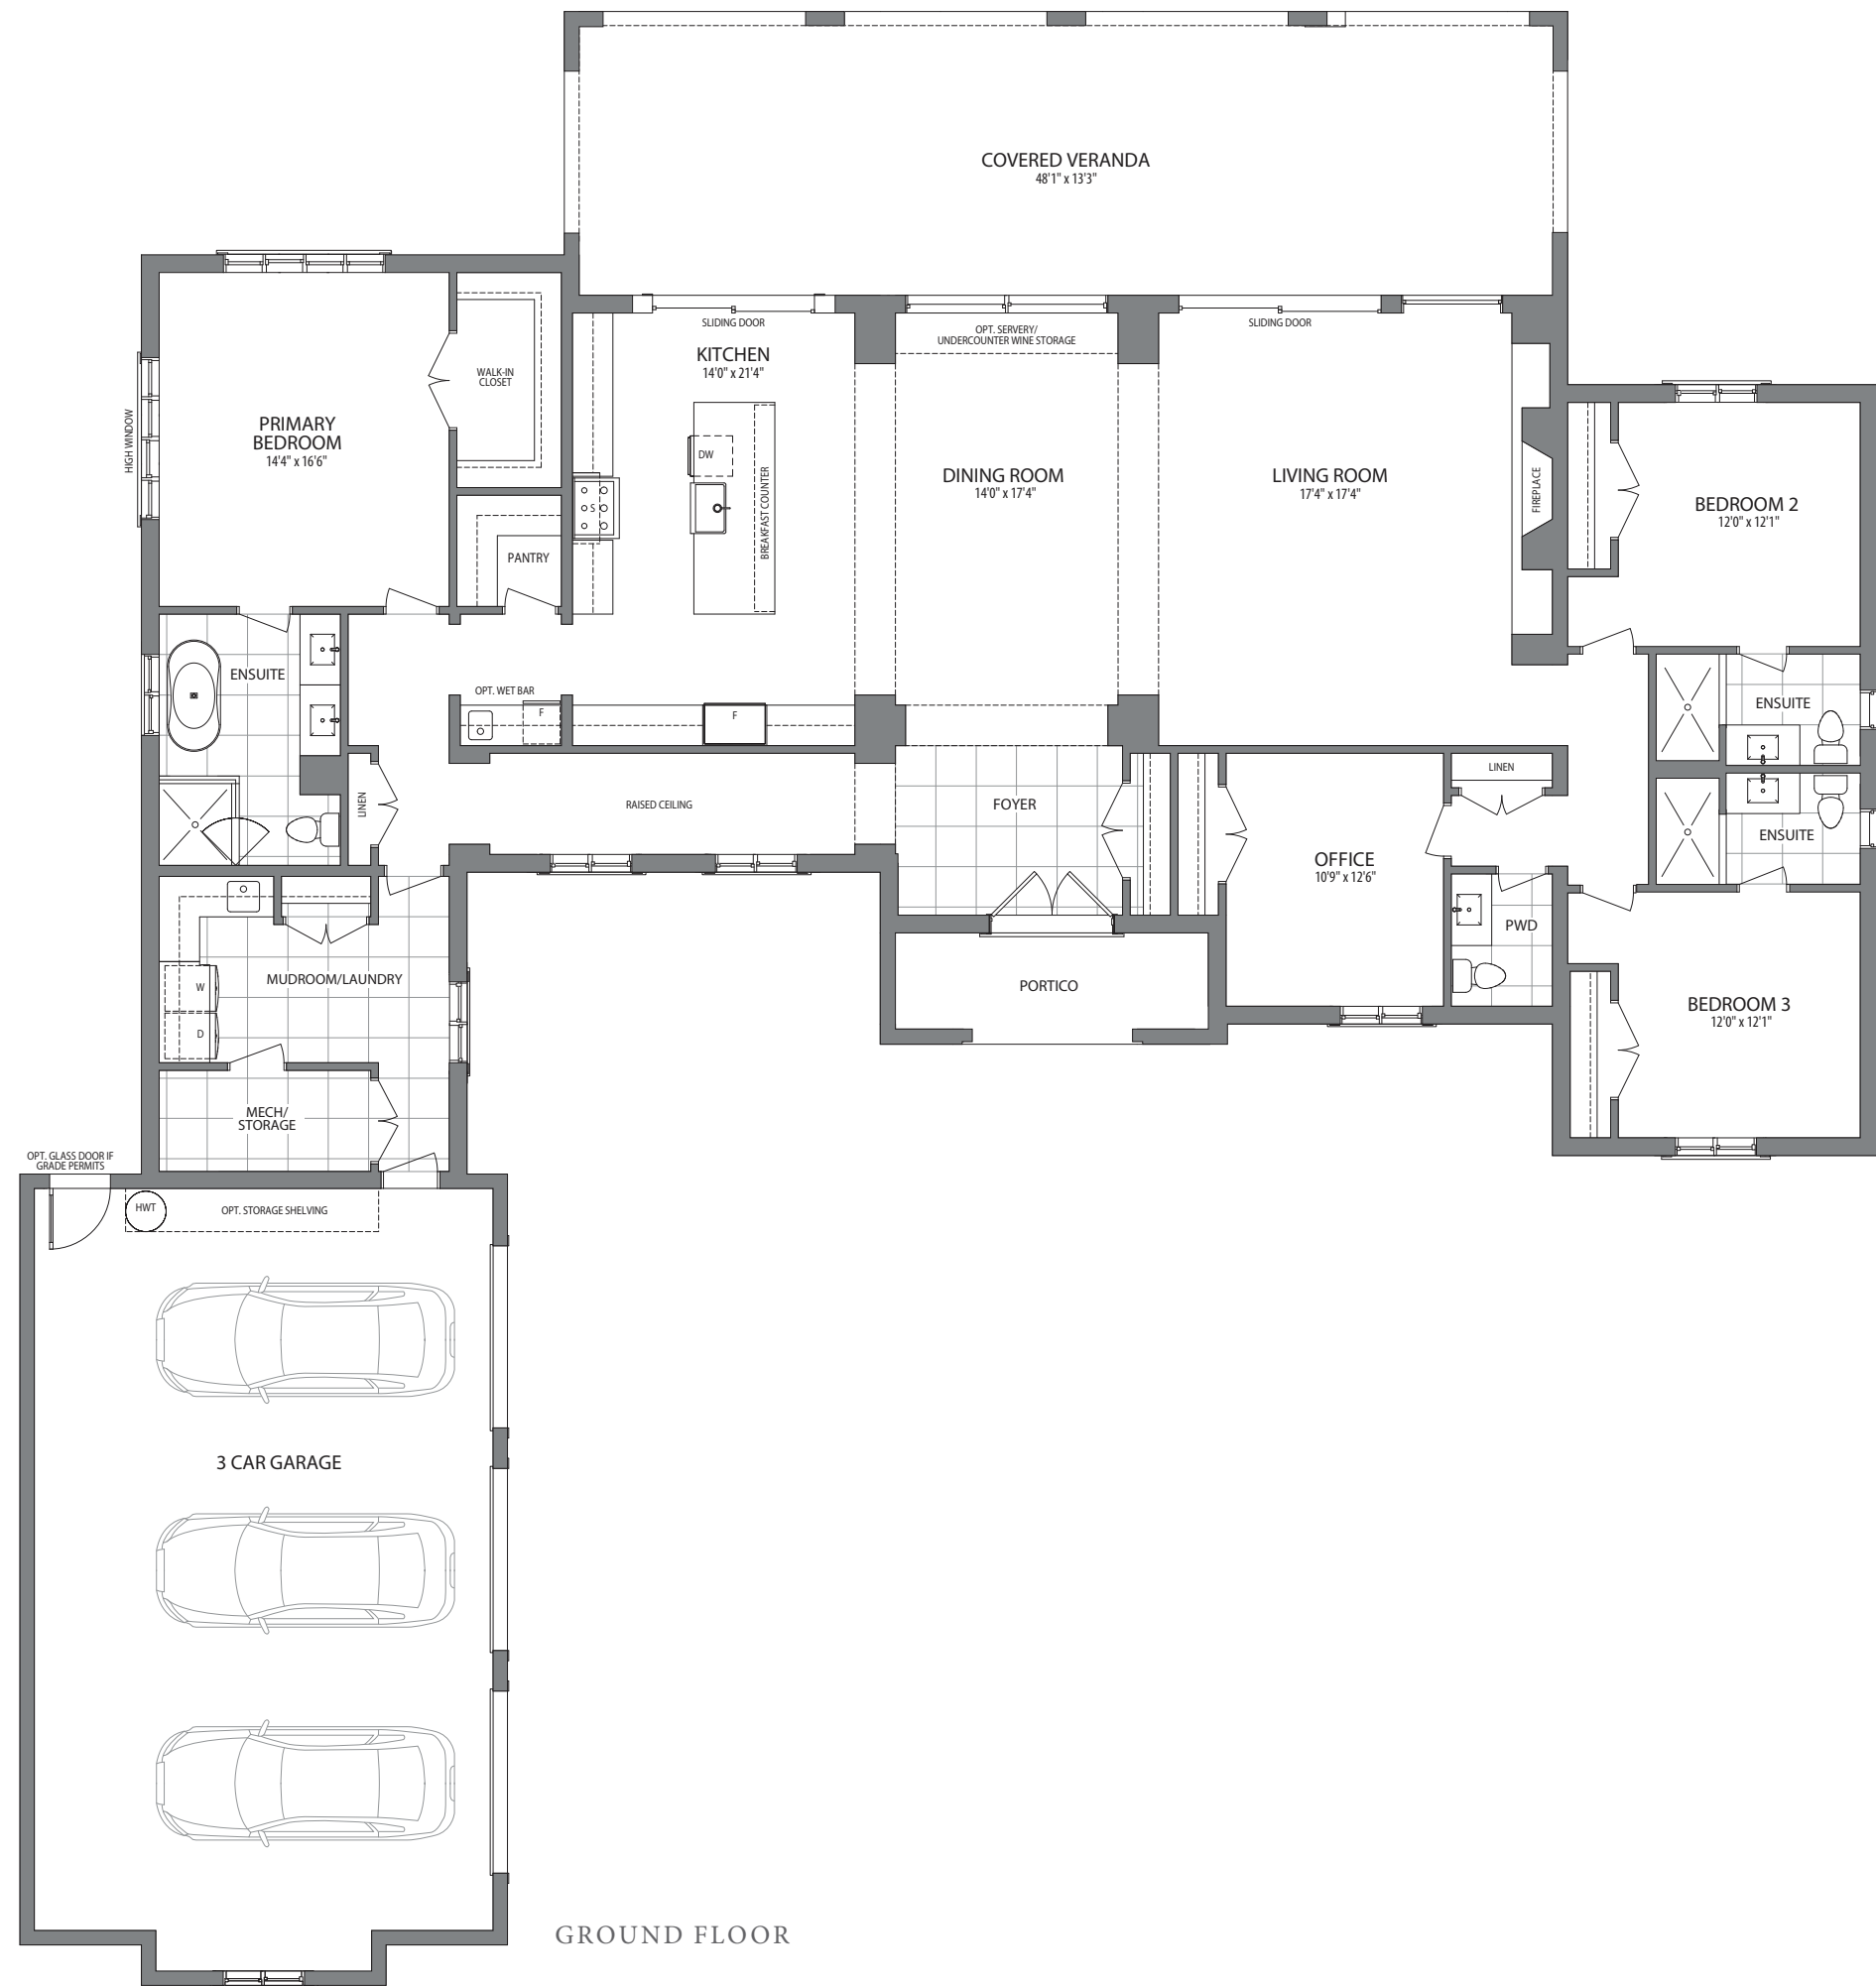 COVERED VERANDA
48'1" x 13'3"
SLIDING DOOR
OPT. SERVERY/
UNDERCOUNTER WINE STORAGE
SLIDING DOOR
KITCHEN
14'0" x 21'4"
WALK-IN
CLOSET
HIGH WINDOW
PRIMARY
BEDROOM
14'4" x 16'6"
DW
BREAKFAST COUNTER
S
DINING ROOM
14'0" x 17'4"
LIVING ROOM
17'4" x 17'4"
FIREPLACE
BEDROOM 2
12'0" x 12'1"
PANTRY
ENSUITE
OPT. WET BAR
F
F
ENSUITE
LINEN
RAISED CEILING
FOYER
LINEN
ENSUITE
OFFICE
10'9" x 12'6"
PWD
MUDROOM/LAUNDRY
W
D
PORTICO
BEDROOM 3
12'0" x 12'1"
MECH/
STORAGE
OPT. GLASS DOOR IF
GRADE PERMITS
HWT
OPT. STORAGE SHELVING
3 CAR GARAGE
GROUND FLOOR